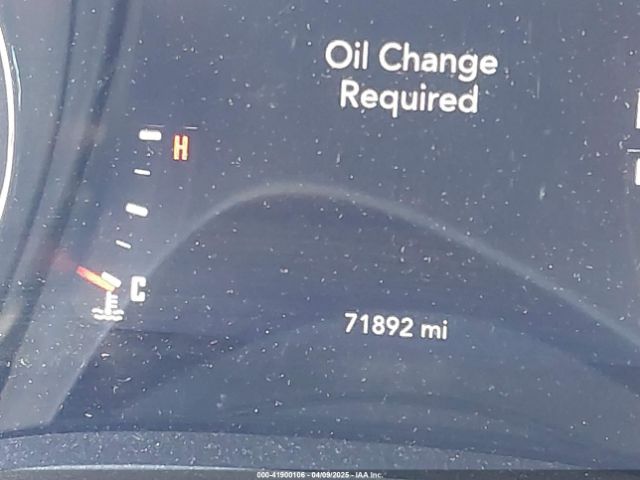 Oil Change
Required
H
C
71892 mi
000-41900106 - 04/09/2025 - IAA Inc.